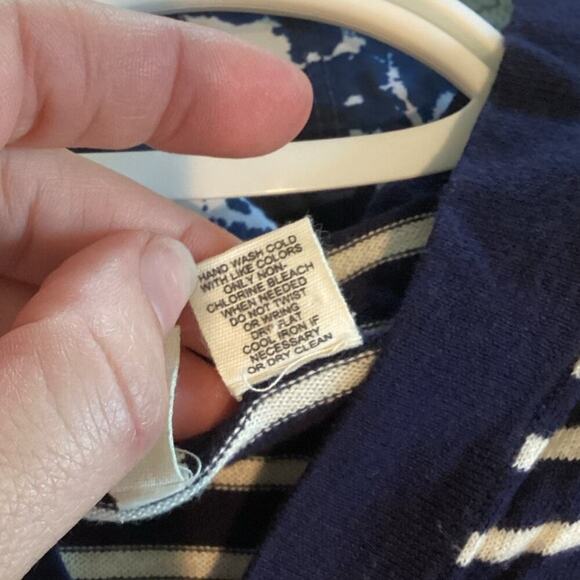 HAND WASH COLD
WITH LIKE COLORS
ONLY NON-
CHLORINE BLEACH
WHEN NEEDED
DO NOT TWIST
OR WRING
DRY FLAT
COOL IRON IF
NECESSARY
OR DRY CLEAN